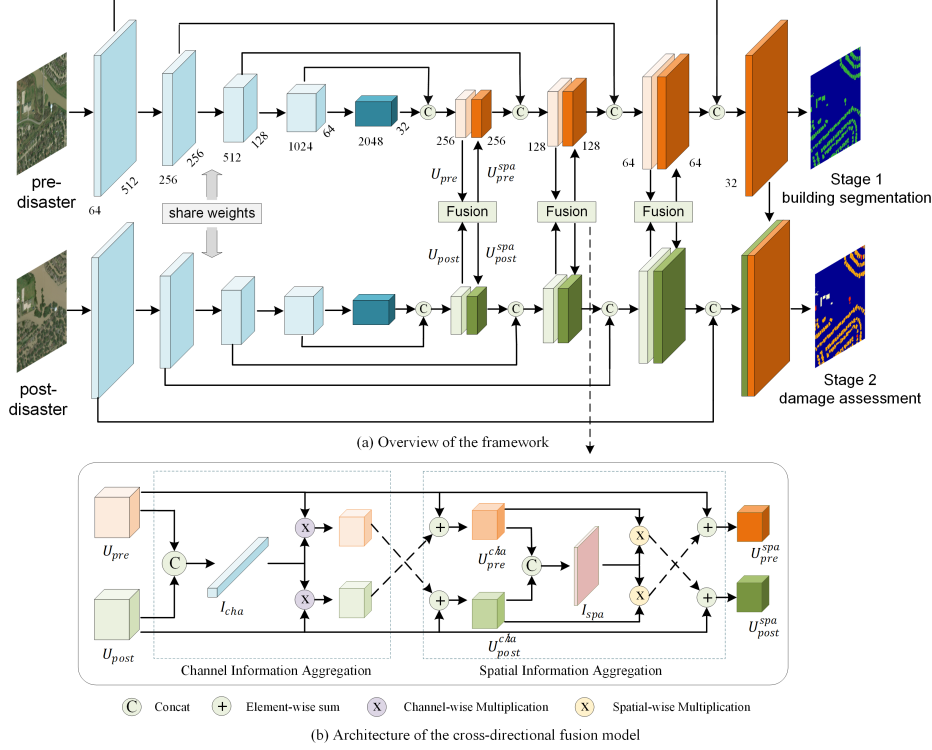 pre-
disaster
64
512
256
256
512
128
1024
64
2048
32
C
256
256
C
128
128
C
64
64
C
32
Stage 1
building segmentation
share weights
U_pre
U_pre^spa
Fusion
Fusion
Fusion
U_post
U_post^spa
C
C
C
C
post-
disaster
Stage 2
damage assessment
(a) Overview of the framework
U_pre
C
I_cha
X
X
U_post
Channel Information Aggregation
+
+
U_pre^cha
C
U_post^cha
I_spa
X
X
+
+
U_pre^spa
U_post^spa
Spatial Information Aggregation
C Concat
+ Element-wise sum
X Channel-wise Multiplication
X Spatial-wise Multiplication
(b) Architecture of the cross-directional fusion model